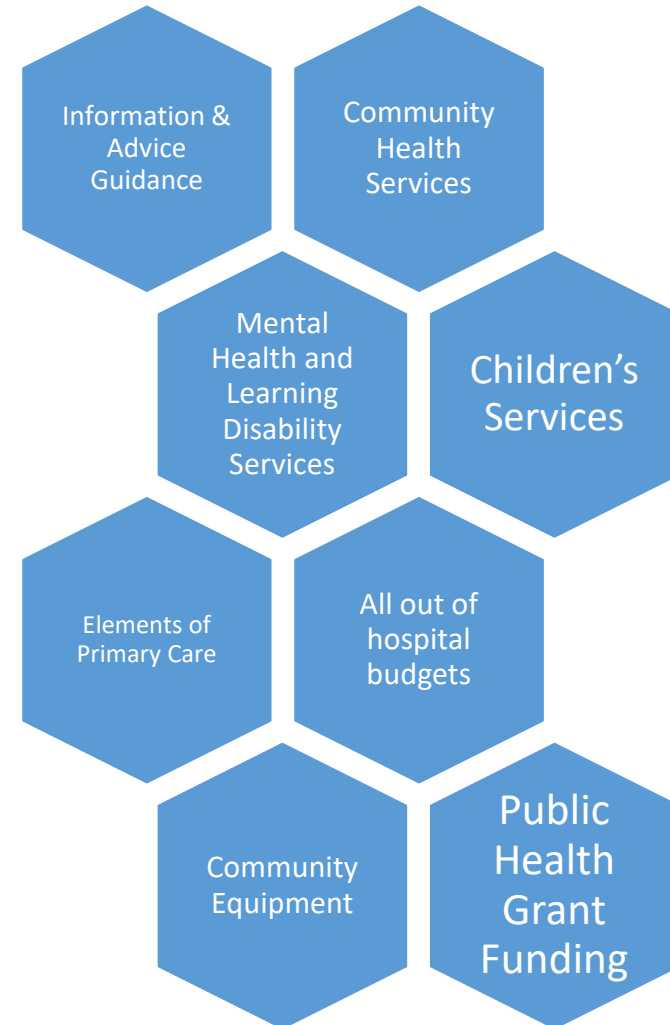 Information &
Advice
Guidance
Community
Health
Services
Mental
Health and
Learning
Disability
Services
Children’s
Services
Elements of
Primary Care
All out of
hospital
budgets
Community
Equipment
Public
Health
Grant
Funding